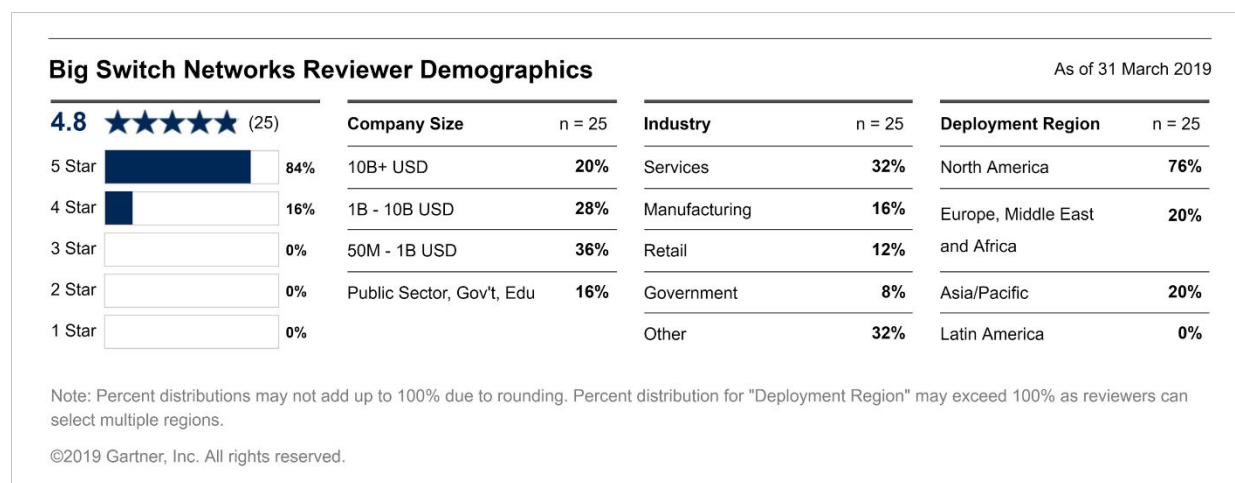 Big Switch Networks Reviewer Demographics
As of 31 March 2019
4.8 ★★★★★ (25)
5 Star 84%
4 Star 16%
3 Star 0%
2 Star 0%
1 Star 0%
Company Size n = 25
10B+ USD 20%
1B - 10B USD 28%
50M - 1B USD 36%
Public Sector, Gov't, Edu 16%
Industry n = 25
Services 32%
Manufacturing 16%
Retail 12%
Government 8%
Other 32%
Deployment Region n = 25
North America 76%
Europe, Middle East 20%
and Africa
Asia/Pacific 20%
Latin America 0%
Note: Percent distributions may not add up to 100% due to rounding. Percent distribution for "Deployment Region" may exceed 100% as reviewers can
select multiple regions.
©2019 Gartner, Inc. All rights reserved.